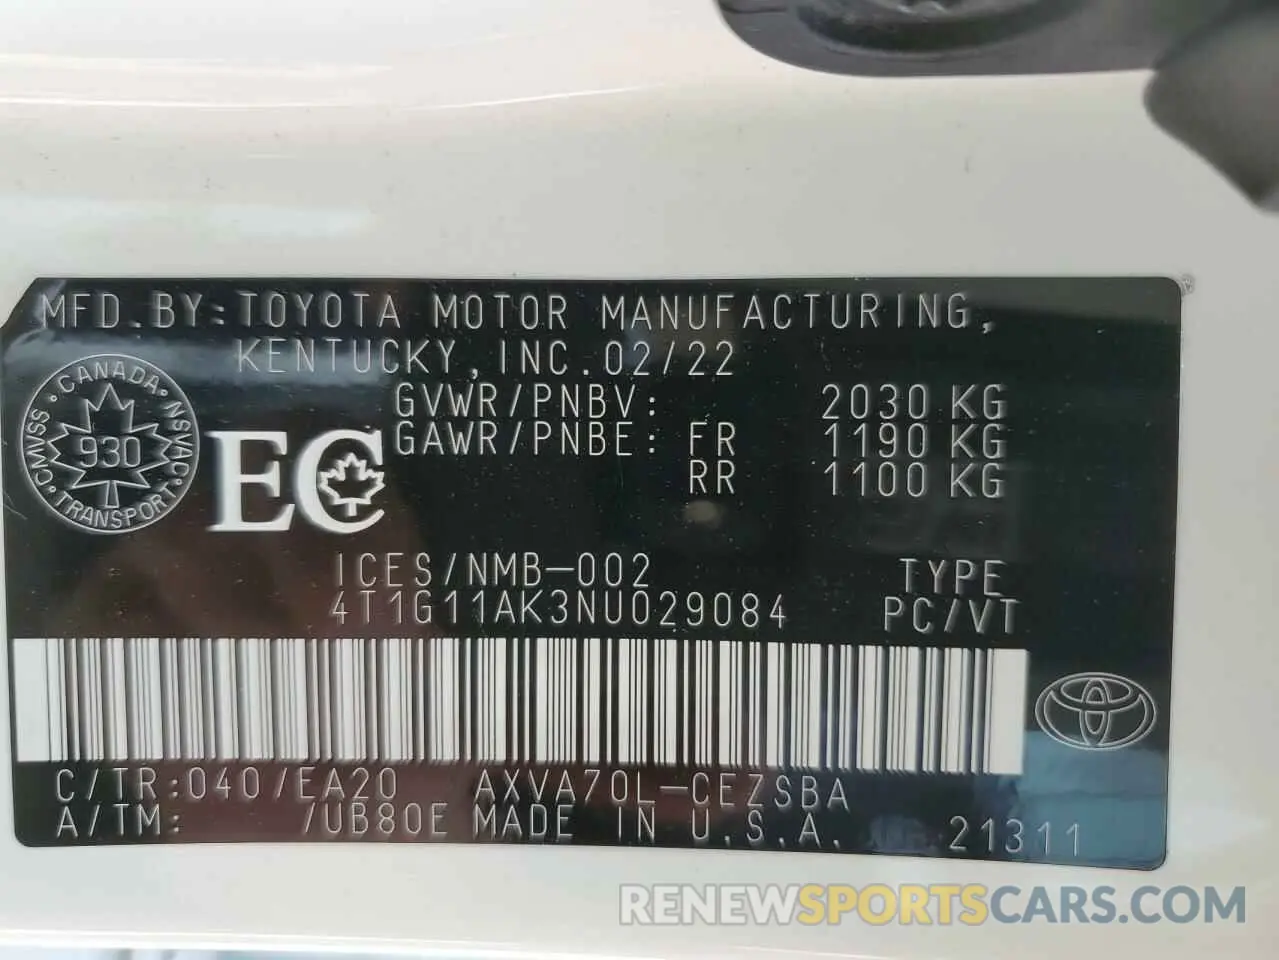 MFD.BY:TOYOTA MOTOR MANUFACTURING,
KENTUCKY,INC.02/22
GVWR/PNBV: 2030 KG
GAWR/PNBE: FR 1190 KG
RR 1100 KG
CANADA
CMVSS 930 NSVAC
TRANSPORT
EC
ICES/NMB-002 TYPE
4T1G11AK3NU029084 PC/VT
C/TR:040/EA20 AXVA70L-CEZSBA
A/TM: /UB80E MADE IN U.S.A. 21311
RENEWSPORTSCARS.COM